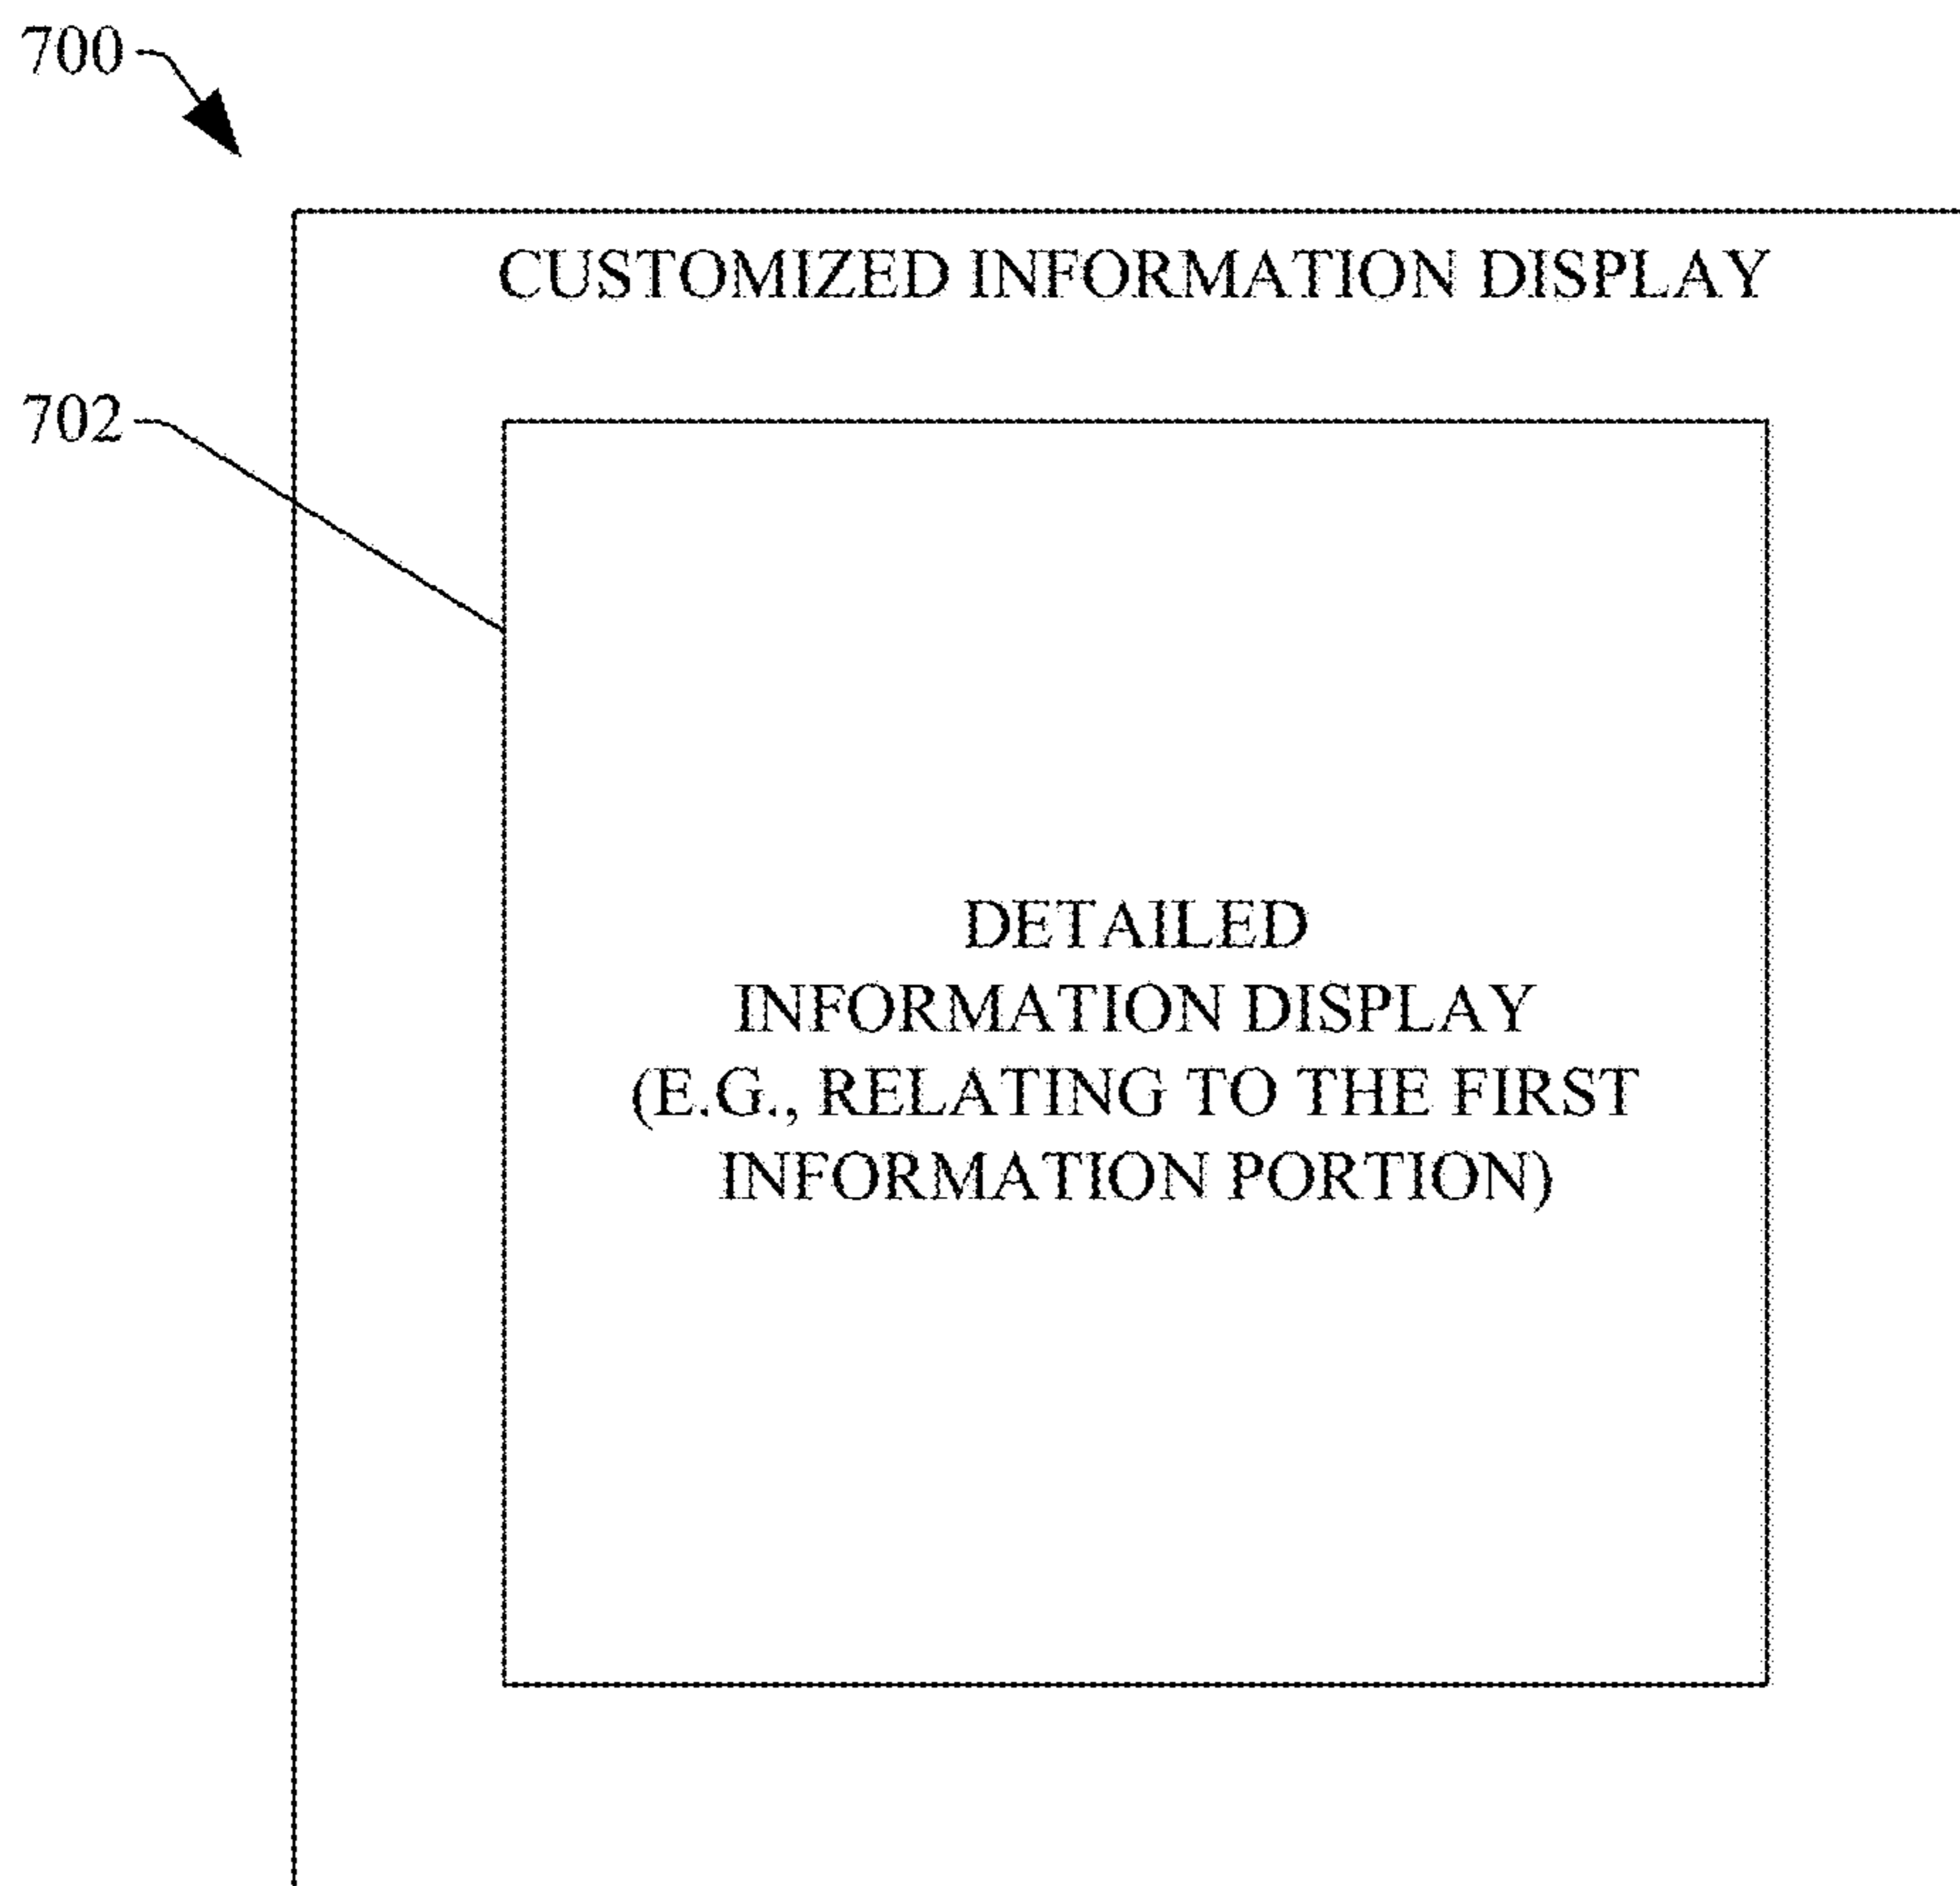 700
CUSTOMIZED INFORMATION DISPLAY
702
DETAILED
INFORMATION DISPLAY
(E.G., RELATING TO THE FIRST
INFORMATION PORTION)